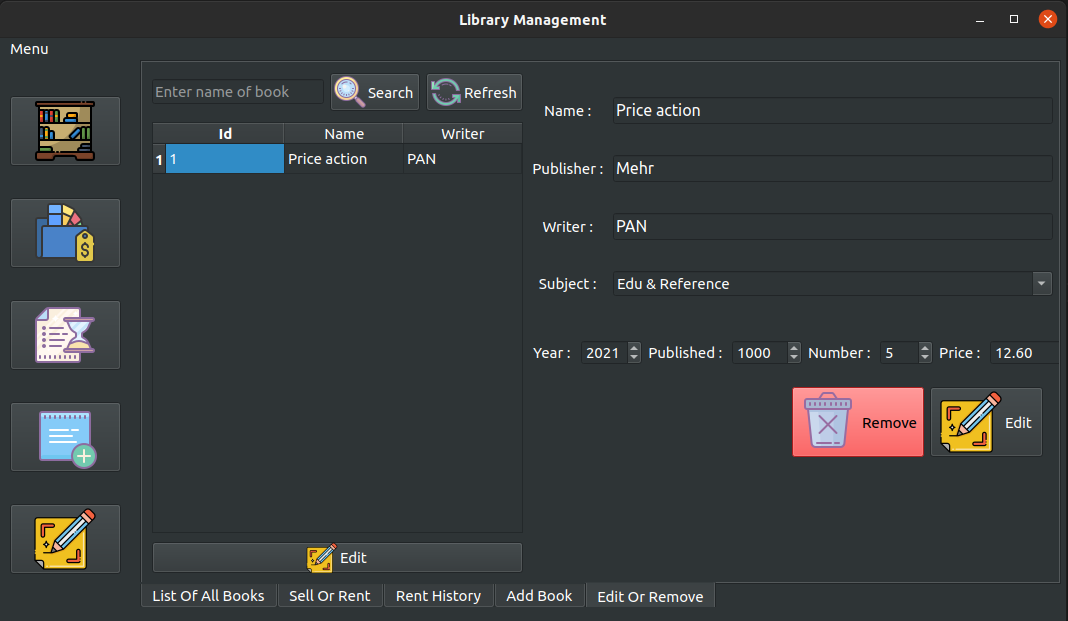 Library Management
Menu
Enter name of book
Search
Refresh
Id Name Writer
1 1 Price action PAN
Edit
Name : Price action
Publisher : Mehr
Writer : PAN
Subject : Edu & Reference
Year : 2021 Published : 1000 Number : 5 Price : 12.60
Remove
Edit
List Of All Books
Sell Or Rent
Rent History
Add Book
Edit Or Remove